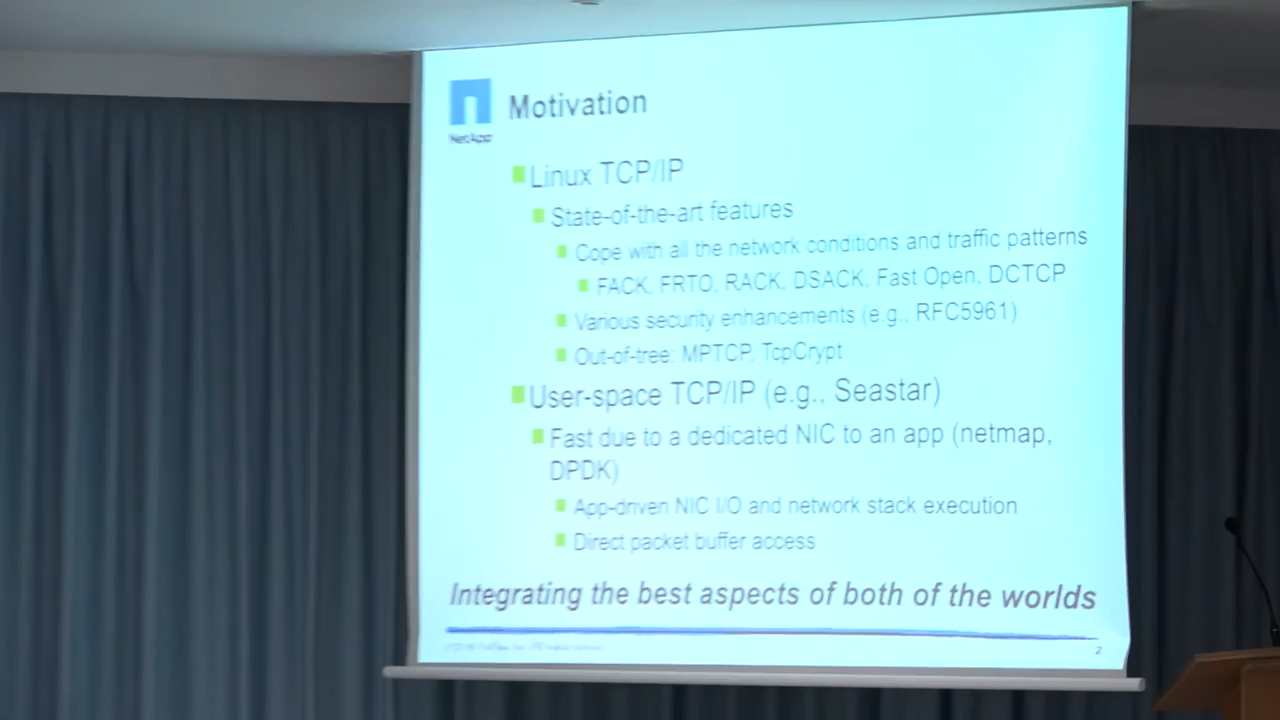 NetApp
Motivation
Linux TCP/IP
State-of-the-art features
Cope with all the network conditions and traffic patterns
FACK, FRTO, RACK, DSACK, Fast Open, DCTCP
Various security enhancements (e.g., RFC5961)
Out-of-tree: MPTCP, TcpCrypt
User-space TCP/IP (e.g., Seastar)
Fast due to a dedicated NIC to an app (netmap,
DPDK)
App-driven NIC I/O and network stack execution
Direct packet buffer access
Integrating the best aspects of both of the worlds
2